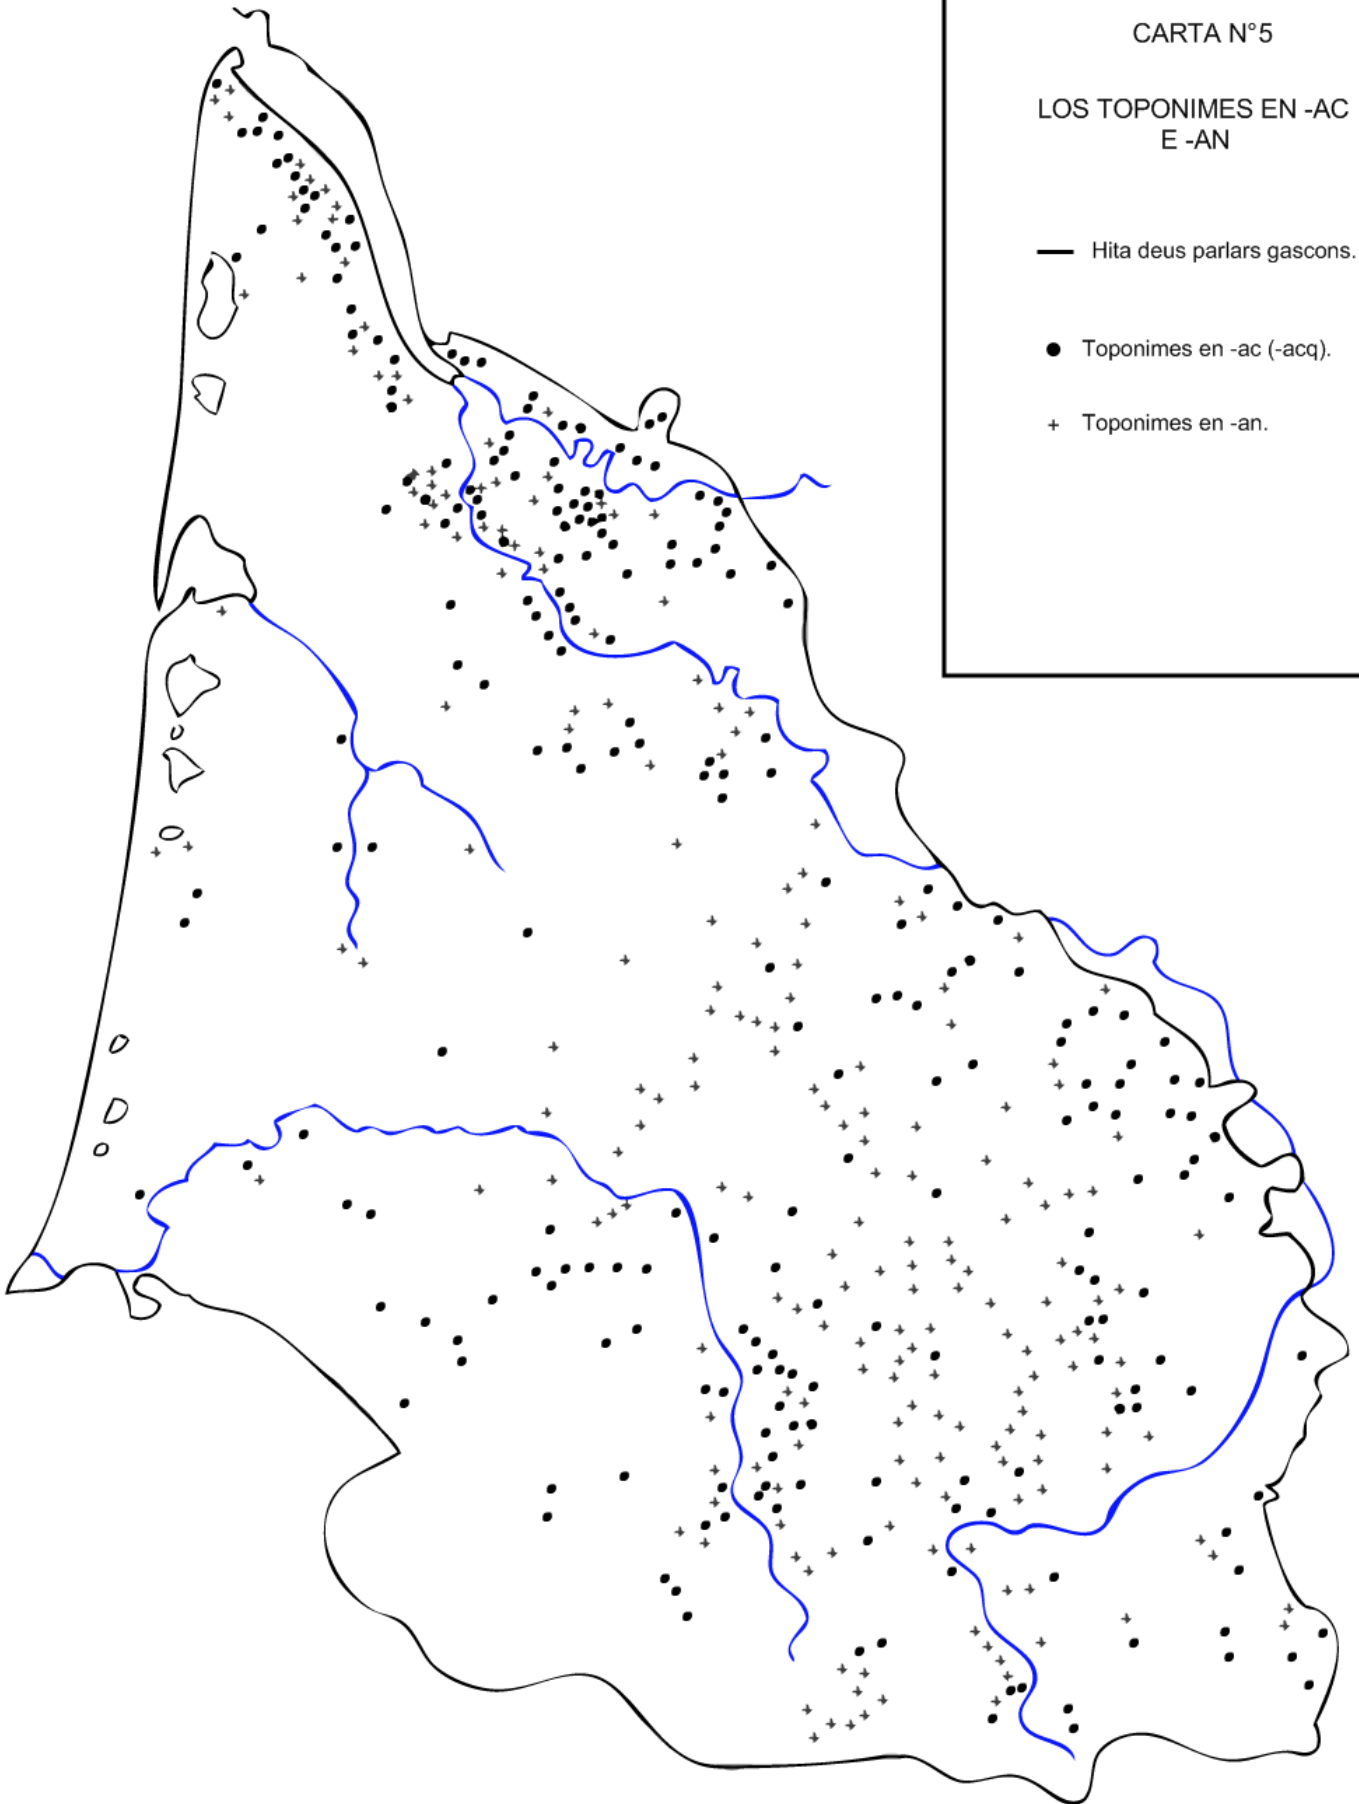 CARTA N°5
LOS TOPONIMES EN -AC
E -AN
Hita deus parlars gascons.
Toponimes en -ac (-acq).
Toponimes en -an.